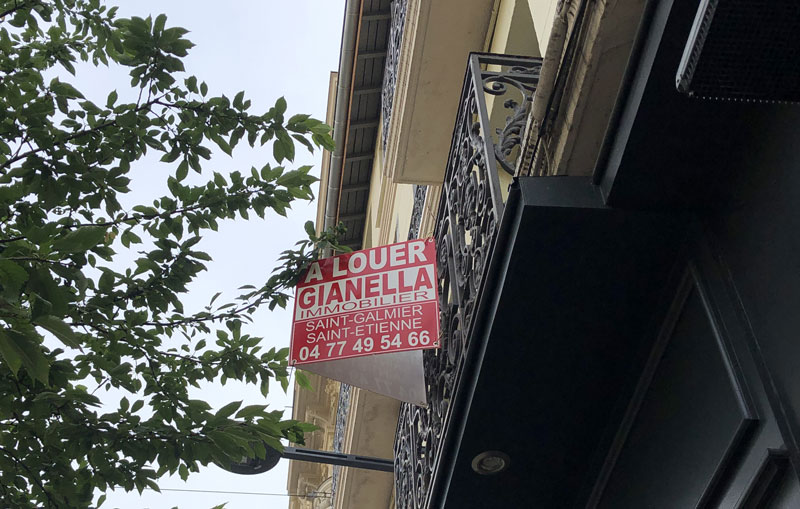 A LOUER
GIANELLA
IMMOBILIER
SAINT-GALMIER
SAINT-ETIENNE
04 77 49 54 66